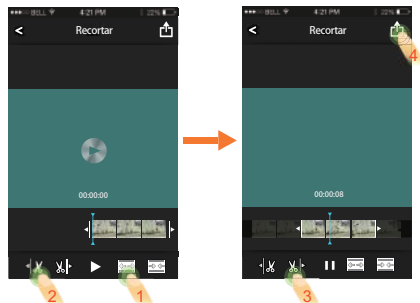 BELL 4:21 PM 22%
< Recortar
00:00:00
2 1
BELL 4:21 PM 22%
< Recortar
4
00:00:08
3